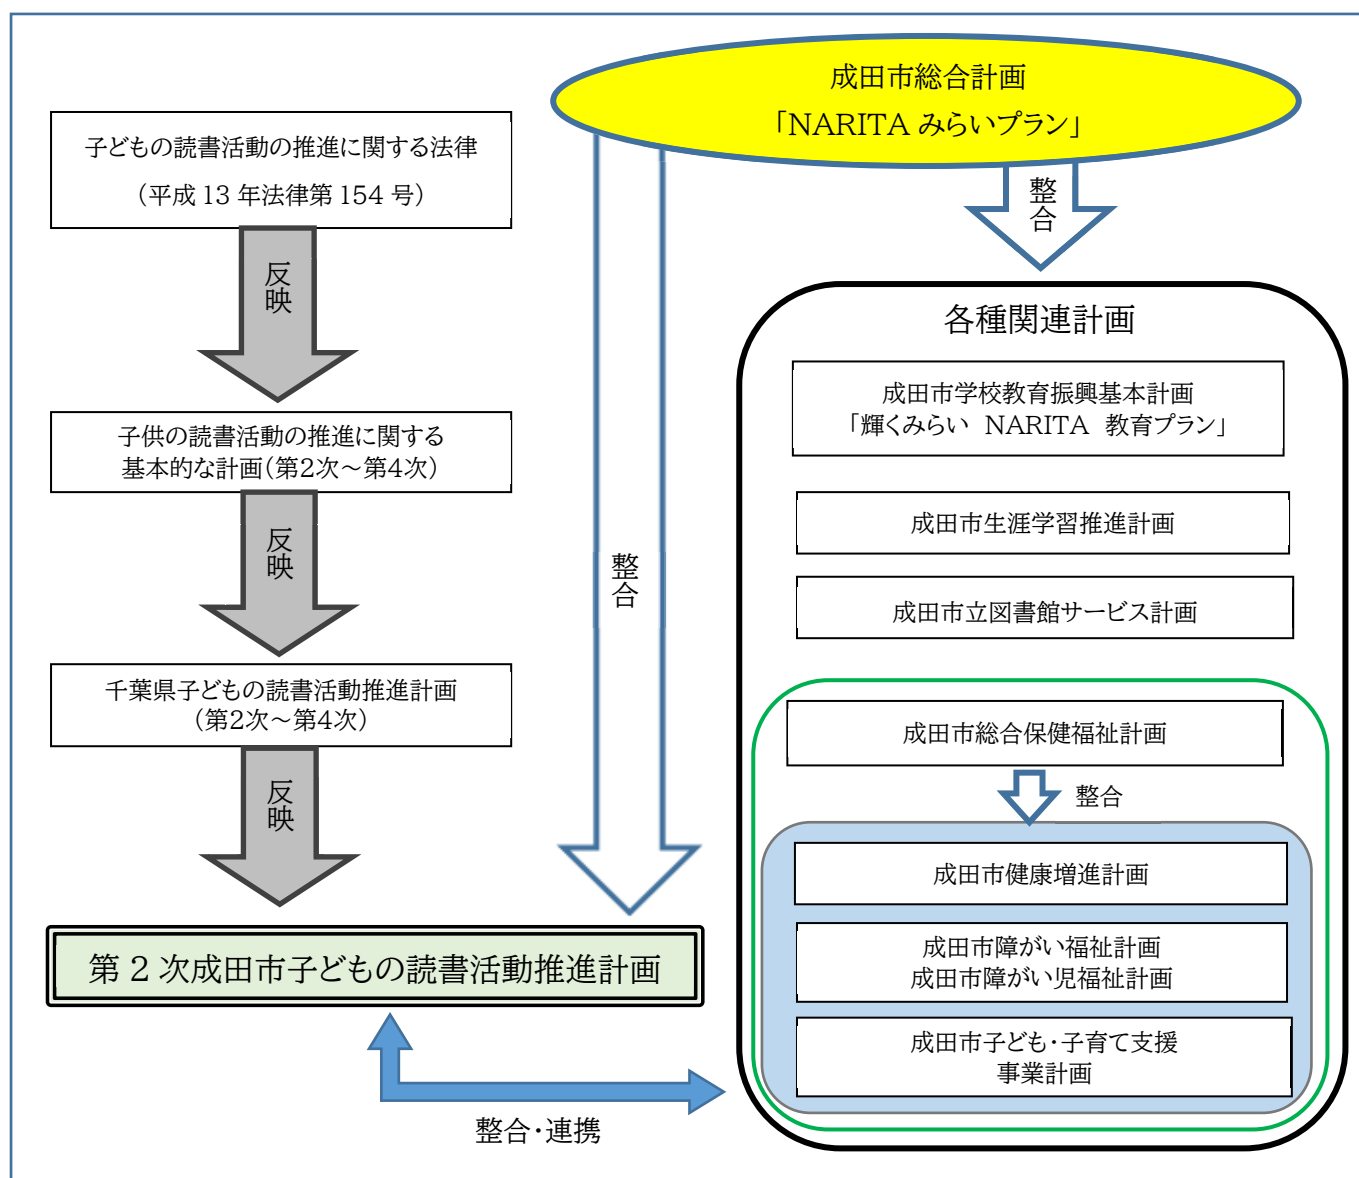 成田市総合計画
「NARITA みらいプラン」
子どもの読書活動の推進に関する法律
（平成 13 年法律第 154 号）
整合
反映
各種関連計画
成田市学校教育振興基本計画
「輝くみらい NARITA 教育プラン」
子供の読書活動の推進に関する
基本的な計画（第2次～第4次）
成田市生涯学習推進計画
反映
整合
成田市立図書館サービス計画
千葉県子どもの読書活動推進計画
（第2次～第4次）
成田市総合保健福祉計画
反映
整合
成田市健康増進計画
第 2 次成田市子どもの読書活動推進計画
成田市障がい福祉計画
成田市障がい児福祉計画
成田市子ども・子育て支援
事業計画
整合・連携